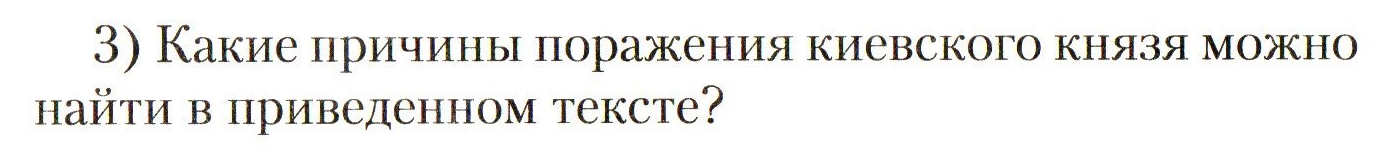 3) Какие причины поражения киевского князя можно
найти в приведенном тексте?